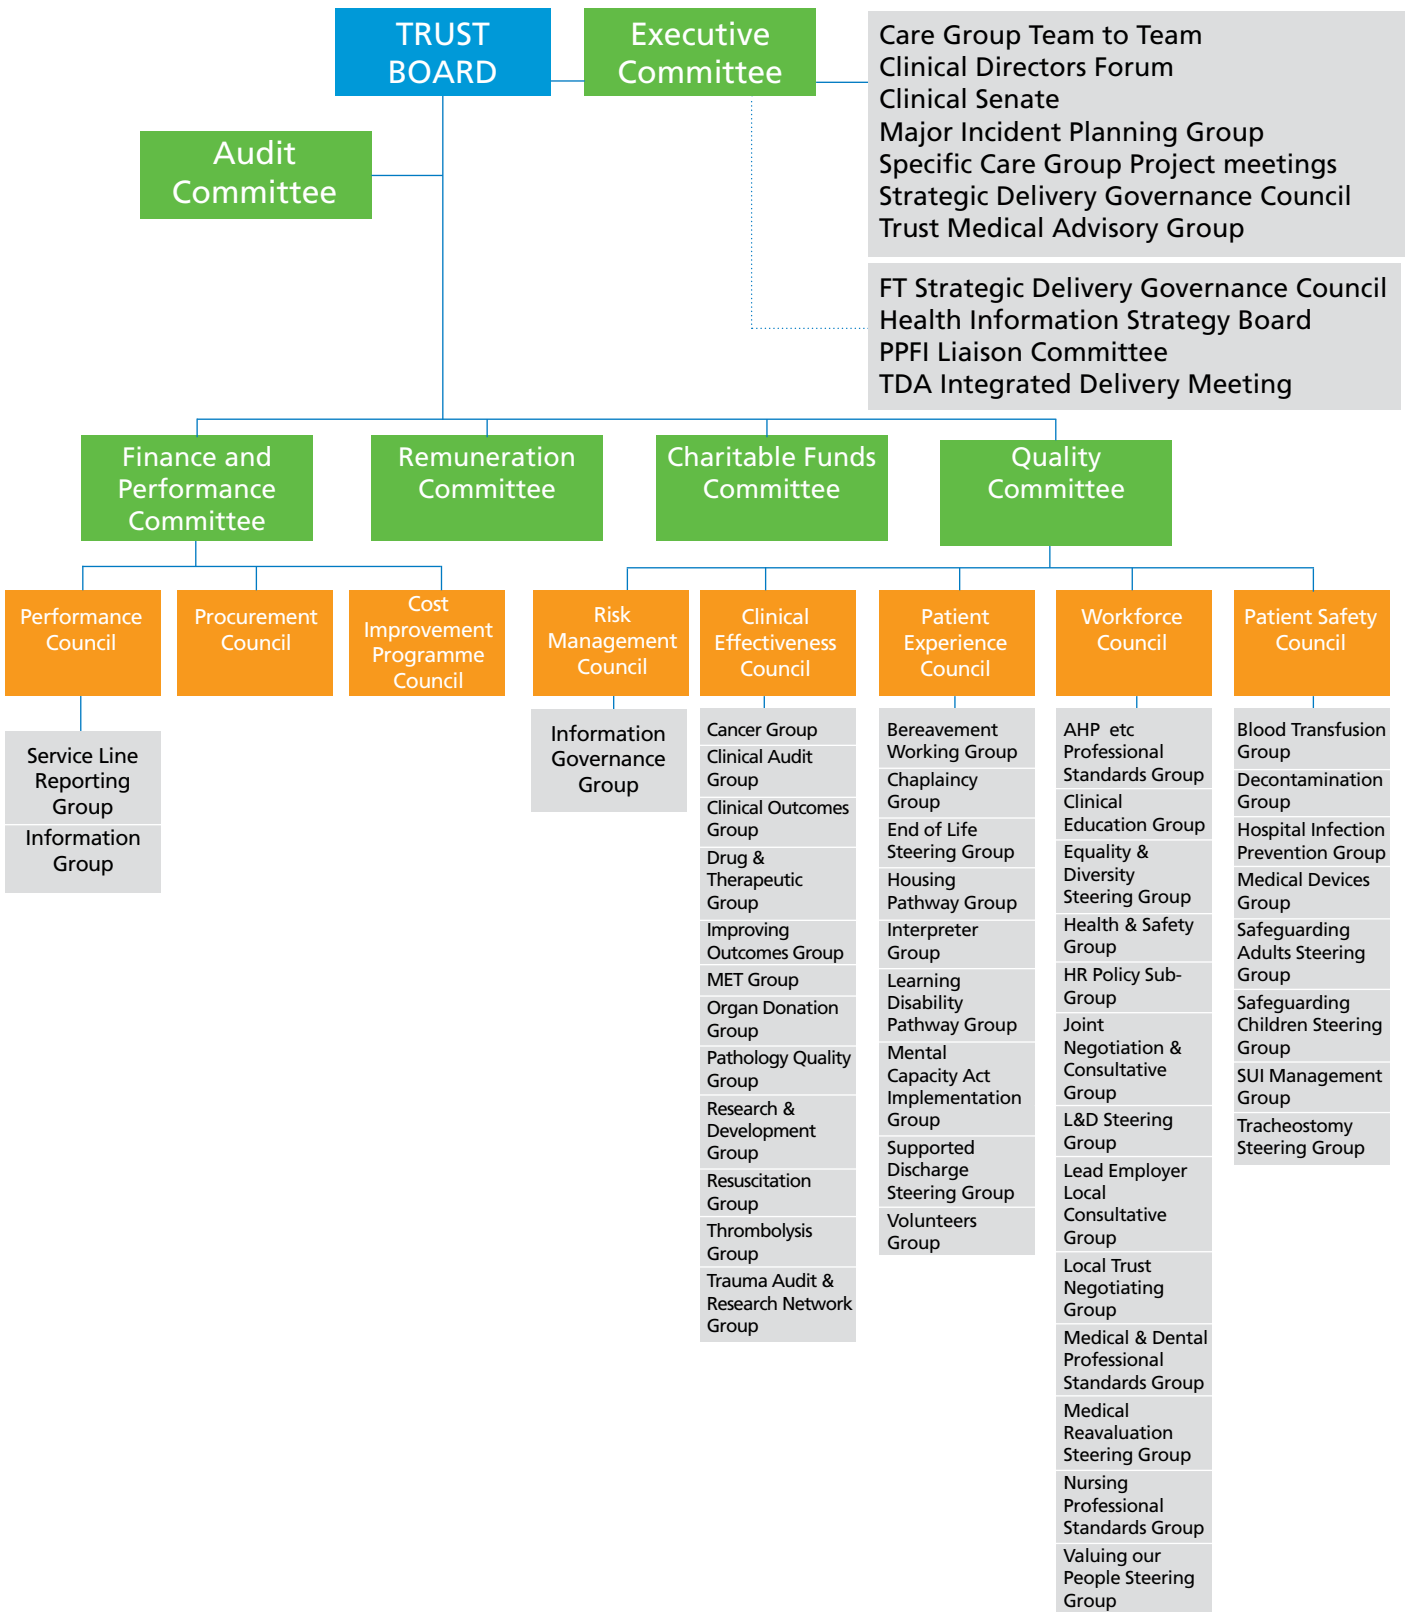 TRUST
BOARD
Executive
Committee
Care Group Team to Team
Clinical Directors Forum
Clinical Senate
Major Incident Planning Group
Specific Care Group Project meetings
Strategic Delivery Governance Council
Trust Medical Advisory Group
Audit
Committee
FT Strategic Delivery Governance Council
Health Information Strategy Board
PPFI Liaison Committee
TDA Integrated Delivery Meeting
Finance and
Performance
Committee
Remuneration
Committee
Charitable Funds
Committee
Quality
Committee
Performance
Council
Procurement
Council
Cost
Improvement
Programme
Council
Risk
Management
Council
Clinical
Effectiveness
Council
Patient
Experience
Council
Workforce
Council
Patient Safety
Council
Service Line
Reporting
Group
Information
Group
Information
Governance
Group
Cancer Group
Clinical Audit
Group
Clinical Outcomes
Group
Drug &
Therapeutic
Group
Improving
Outcomes Group
MET Group
Organ Donation
Group
Pathology Quality
Group
Research &
Development
Group
Resuscitation
Group
Thrombolysis
Group
Trauma Audit &
Research Network
Group
Bereavement
Working Group
Chaplaincy
Group
End of Life
Steering Group
Housing
Pathway Group
Interpreter
Group
Learning
Disability
Pathway Group
Mental
Capacity Act
Implementation
Group
Supported
Discharge
Steering Group
Volunteers
Group
AHP etc
Professional
Standards Group
Clinical
Education Group
Equality &
Diversity
Steering Group
Health & Safety
Group
HR Policy Sub-
Group
Joint
Negotiation &
Consultative
Group
L&D Steering
Group
Lead Employer
Local
Consultative
Group
Local Trust
Negotiating
Group
Medical & Dental
Professional
Standards Group
Medical
Reavaluation
Steering Group
Nursing
Professional
Standards Group
Valuing our
People Steering
Group
Blood Transfusion
Group
Decontamination
Group
Hospital Infection
Prevention Group
Medical Devices
Group
Safeguarding
Adults Steering
Group
Safeguarding
Children Steering
Group
SUI Management
Group
Tracheostomy
Steering Group